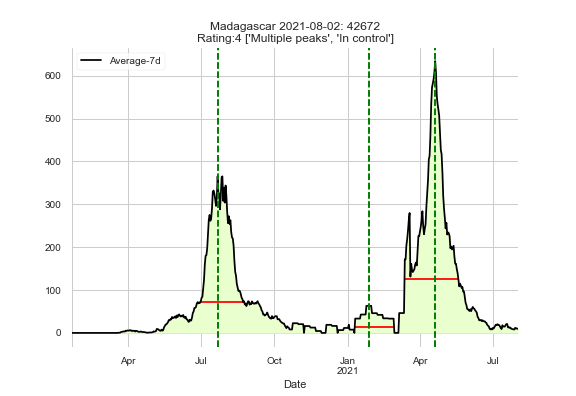 Madagascar 2021-08-02: 42672
Rating:4 ['Multiple peaks', 'In control']
Average-7d
600
500
400
300
200
100
0
Apr Jul Oct Jan Apr Jul
2021
Date